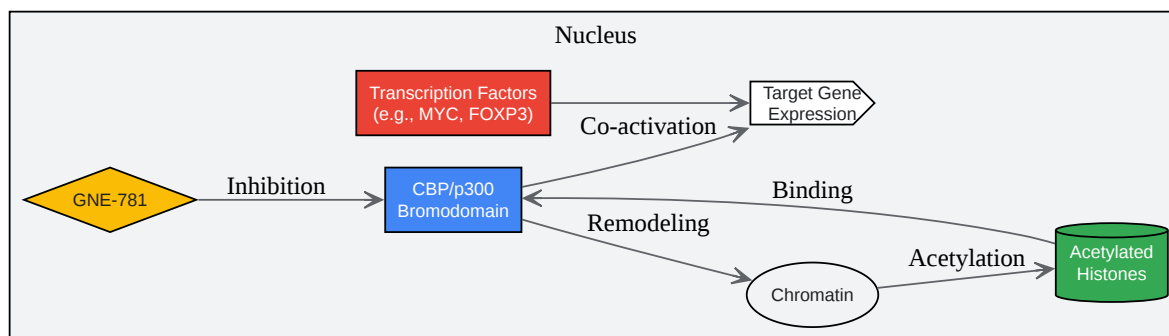 Nucleus
Transcription Factors
(e.g., MYC, FOXP3)
Target Gene
Expression
Co-activation
GNE-781
Inhibition
CBP/p300
Bromodomain
Binding
Remodeling
Chromatin
Acetylation
Acetylated
Histones